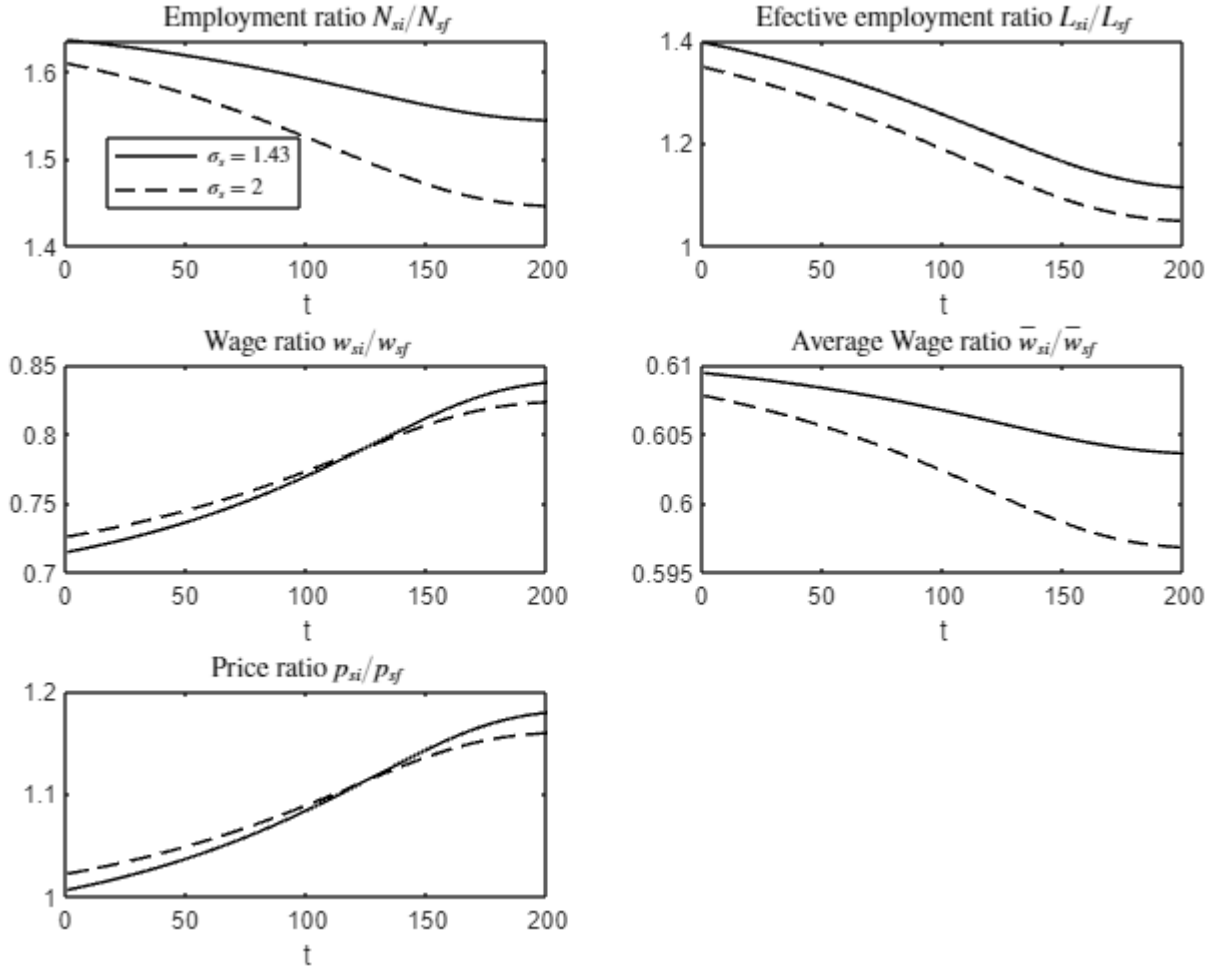 Employment ratio N_si/N_sf
1.6
1.5
1.4
σ_s = 1.43
σ_s = 2
0 50 100 150 200
t
Efective employment ratio L_si/L_sf
1.4
1.2
1
0 50 100 150 200
t
Wage ratio w_si/w_sf
0.85
0.8
0.75
0.7
0 50 100 150 200
t
Average Wage ratio w̄_si/w̄_sf
0.61
0.605
0.6
0.595
0 50 100 150 200
t
Price ratio p_si/p_sf
1.2
1.1
1
0 50 100 150 200
t